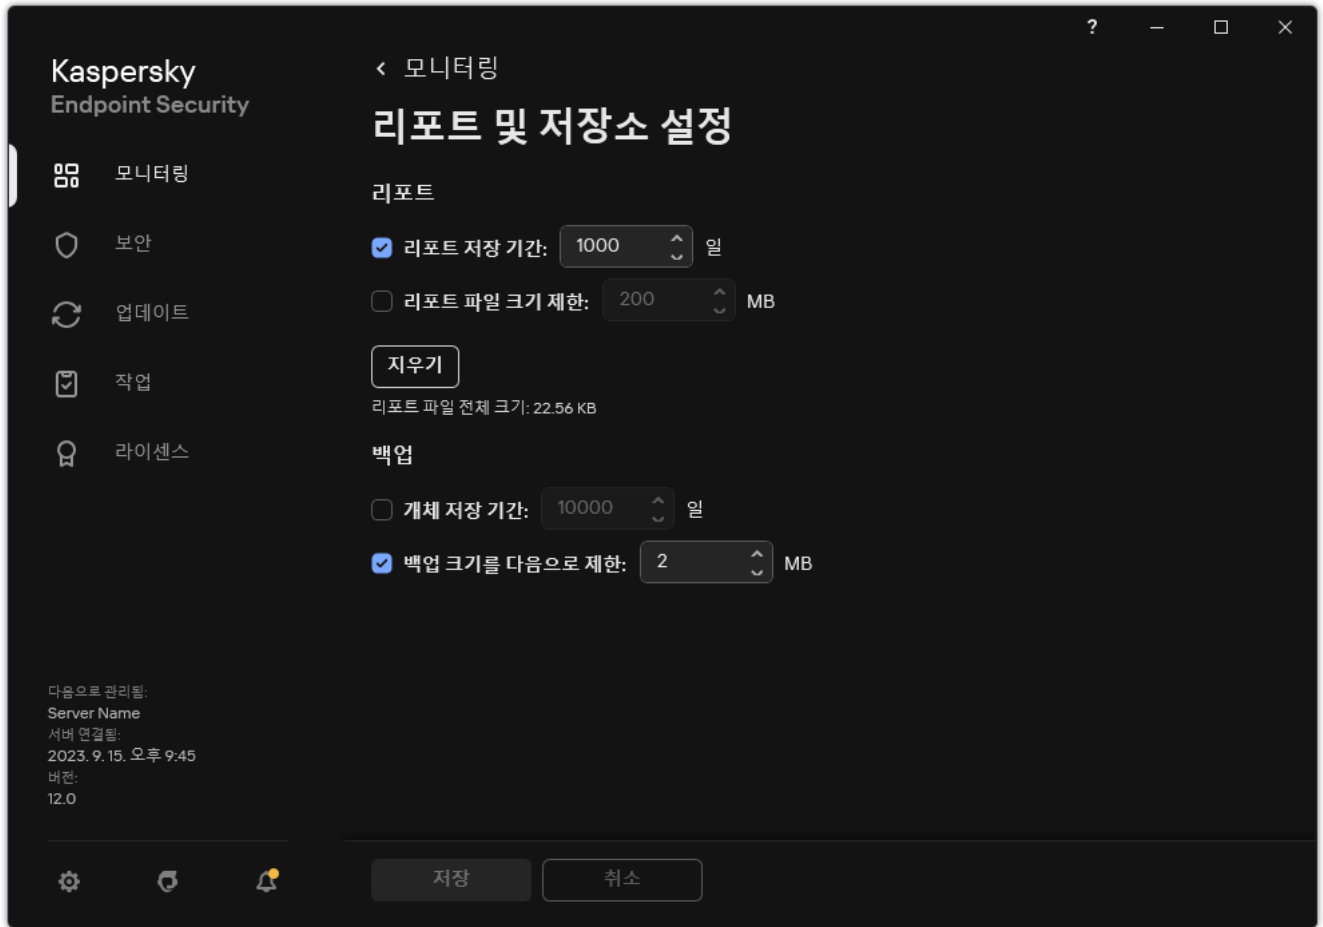 ?
Kaspersky
Endpoint Security
모니터링
보안
업데이트
작업
라이센스
다음으로 관리됨:
Server Name
서버 연결됨:
2023. 9. 15. 오후 9:45
버전:
12.0
모니터링
리포트 및 저장소 설정
리포트
리포트 저장 기간: 1000 일
리포트 파일 크기 제한: 200 MB
지우기
리포트 파일 전체 크기: 22.56 KB
백업
개체 저장 기간: 10000 일
백업 크기를 다음으로 제한: 2 MB
저장 취소